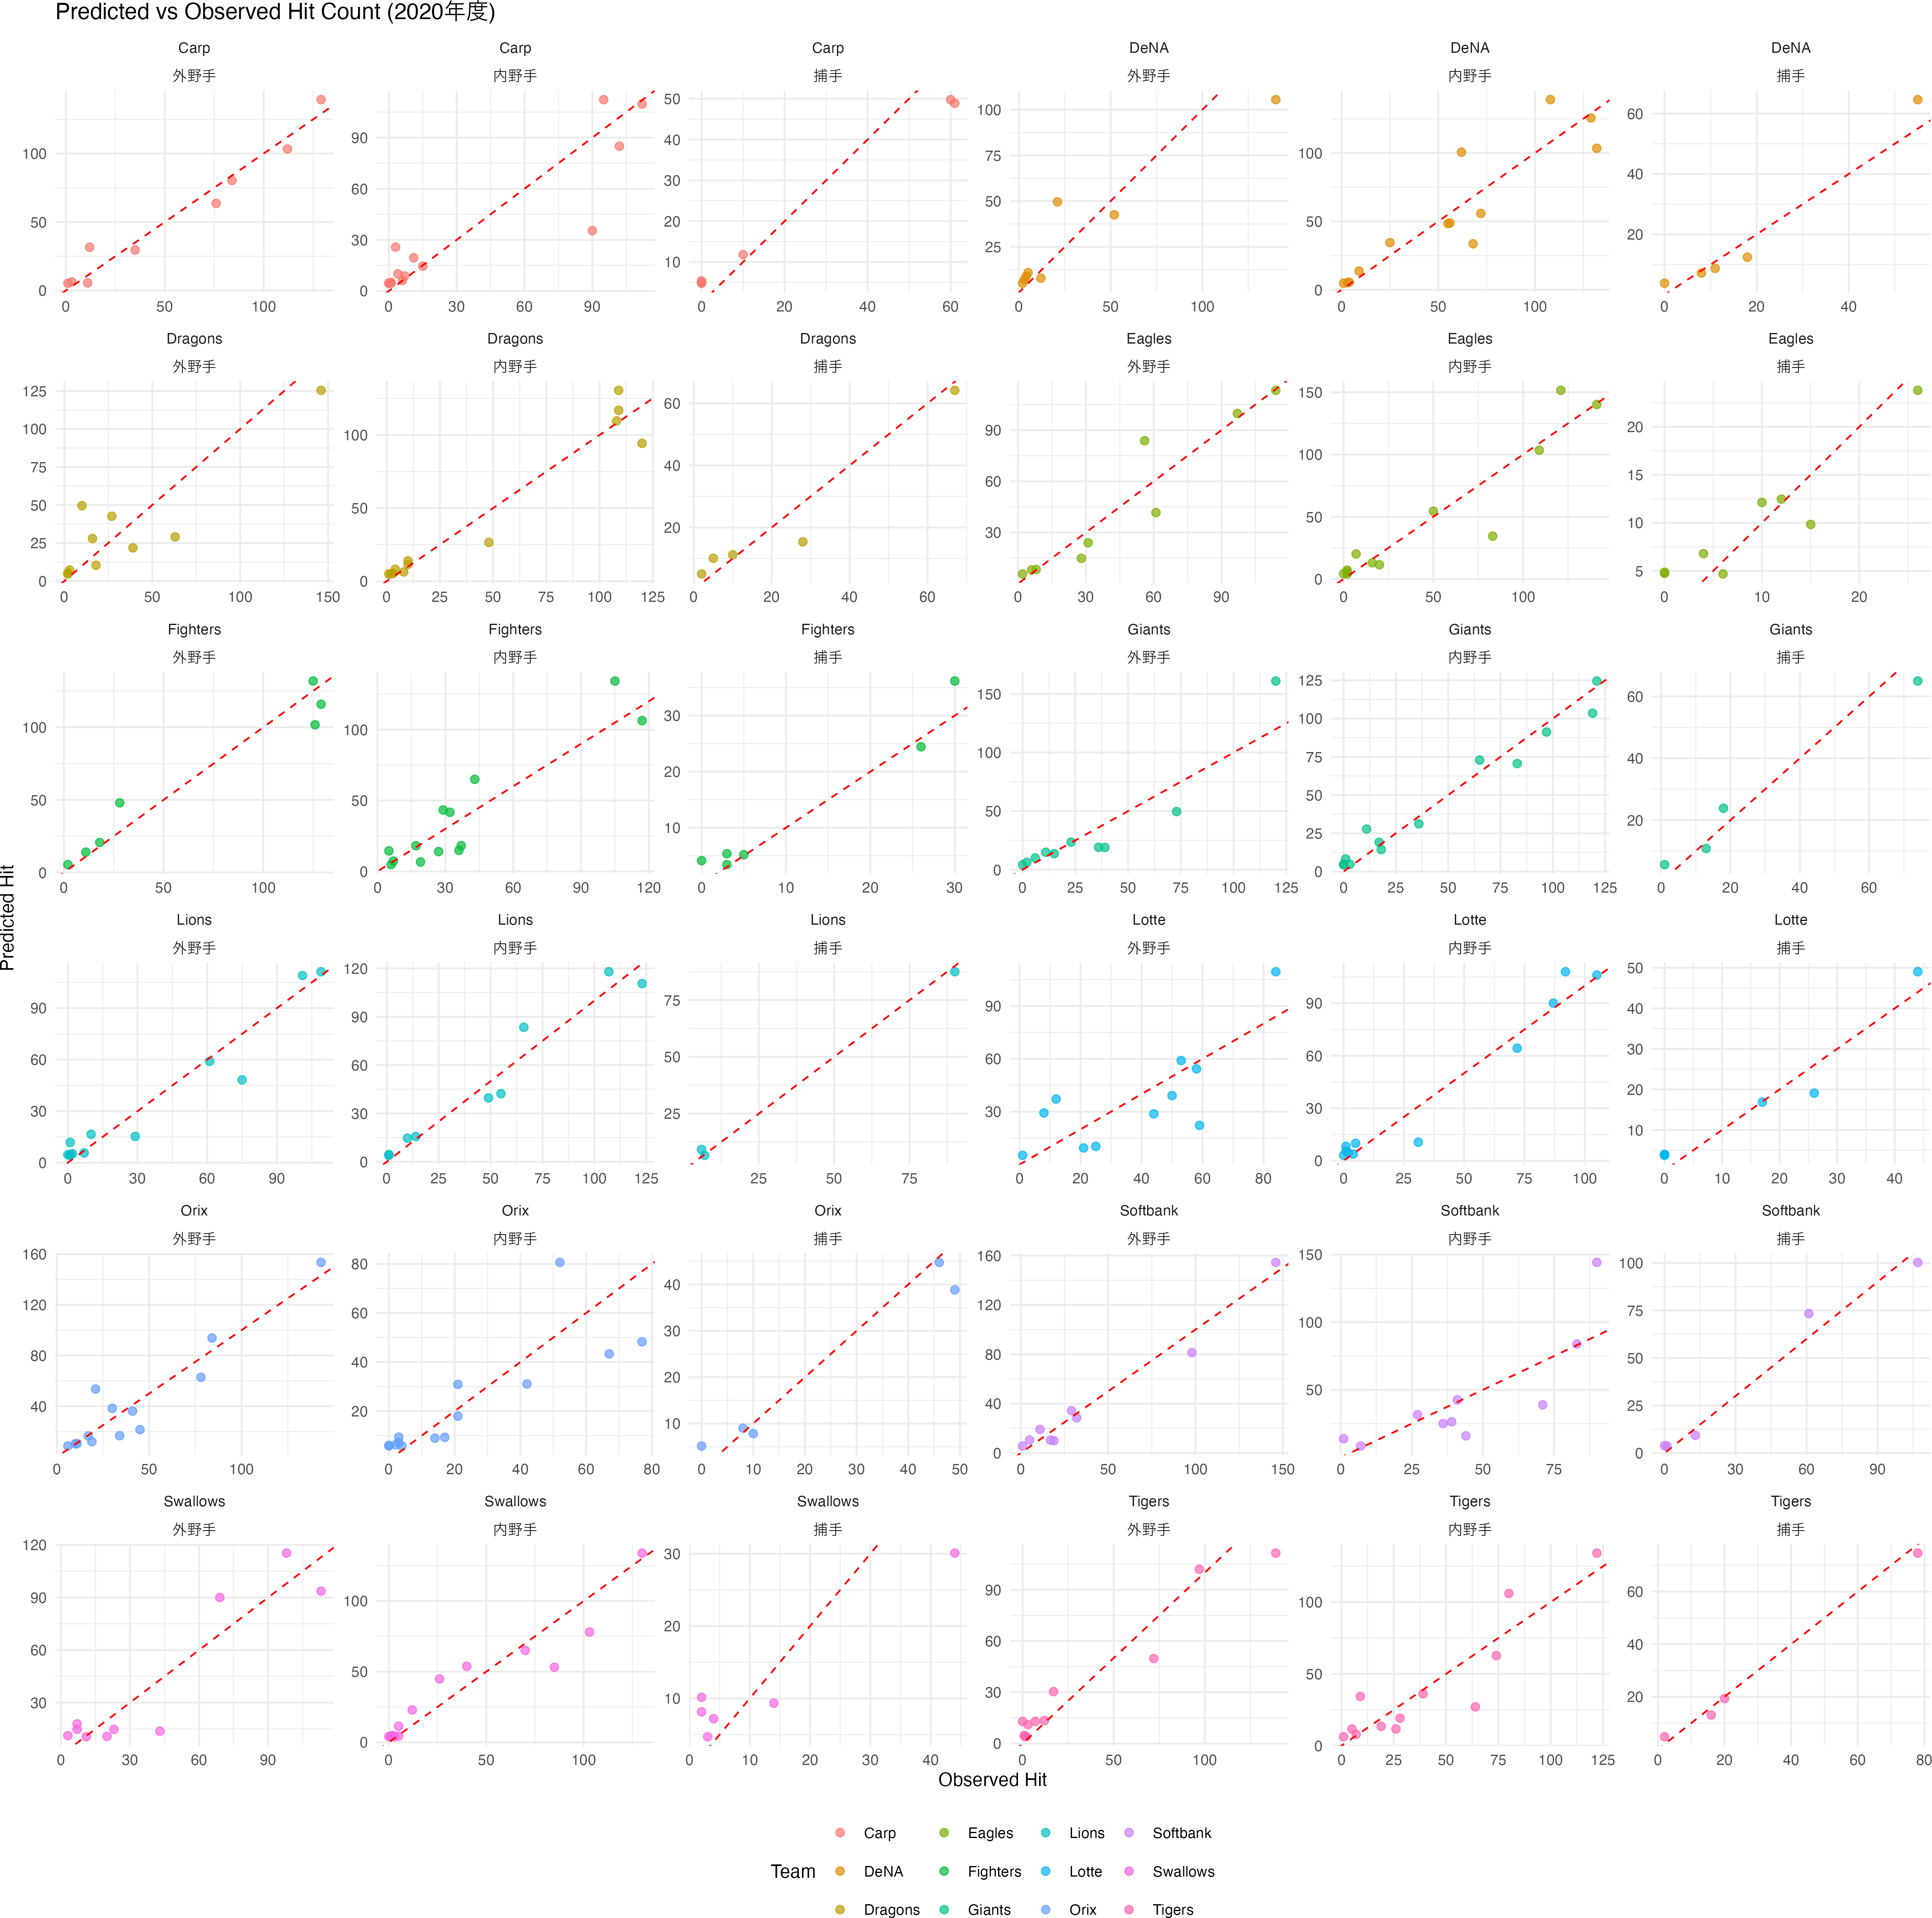 Predicted vs Observed Hit Count (2020年度)
Carp Carp Carp DeNA DeNA DeNA
外野手 内野手 捕手 外野手 内野手 捕手
100
50
0
0 50 100
90
60
30
0
0 30 60 90
50
40
30
20
10
0 20 40 60
100
75
50
25
0 50 100
100
50
0
0 50 100
60
40
20
0 20 40
Dragons Dragons Dragons Eagles Eagles Eagles
外野手 内野手 捕手 外野手 内野手 捕手
125
100
75
50
25
0
0 50 100 150
100
50
0
0 25 50 75 100 125
60
40
20
0 20 40 60
90
60
30
0 30 60 90
150
100
50
0
0 50 100
20
15
10
5
0 10 20
Fighters Fighters Fighters Giants Giants Giants
外野手 内野手 捕手 外野手 内野手 捕手
100
50
0
0 50 100
100
50
0
0 30 60 90 120
30
20
10
0 10 20 30
150
100
50
0
0 25 50 75 100 125
125
100
75
50
25
0
0 25 50 75 100 125
60
40
20
0 20 40 60
Predicted Hit
Lions Lions Lions Lotte Lotte Lotte
外野手 内野手 捕手 外野手 内野手 捕手
90
60
30
0
0 30 60 90
120
90
60
30
0
0 25 50 75 100 125
75
50
25
25 50 75
90
60
30
0 20 40 60 80
90
60
30
0
0 25 50 75 100
50
40
30
20
10
0 10 20 30 40
Orix Orix Orix Softbank Softbank Softbank
外野手 内野手 捕手 外野手 内野手 捕手
160
120
80
40
0 50 100
80
60
40
20
0 20 40 60 80
40
30
20
10
0 10 20 30 40 50
160
120
80
40
0
0 50 100 150
150
100
50
0 25 50 75
100
75
50
25
0
0 30 60 90
Swallows Swallows Swallows Tigers Tigers Tigers
外野手 内野手 捕手 外野手 内野手 捕手
120
90
60
30
0 30 60 90
100
50
0
0 50 100
30
20
10
0 10 20 30 40
90
60
30
0
0 50 100
100
50
0
0 25 50 75 100 125
60
40
20
0 20 40 60 80
Observed Hit
Carp Eagles Lions Softbank
Team DeNA Fighters Lotte Swallows
Dragons Giants Orix Tigers